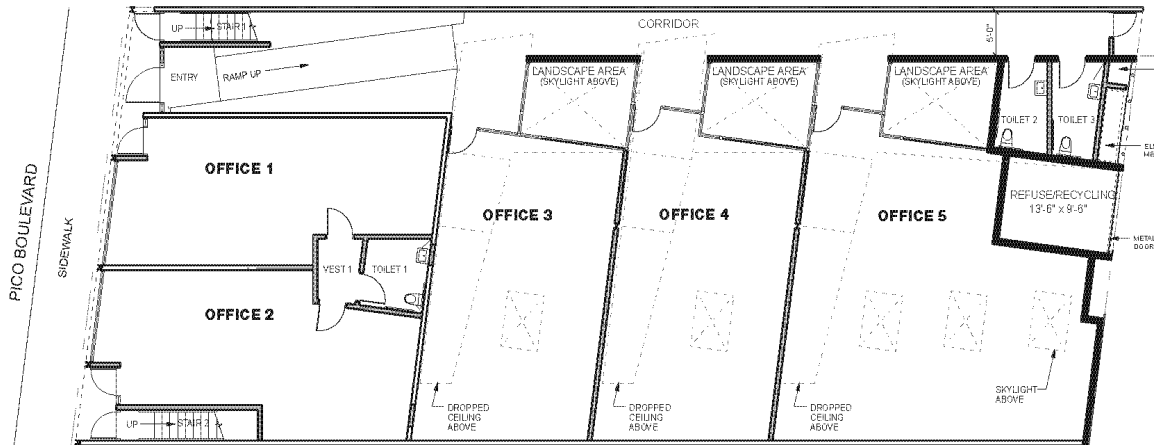 UP
STAIR 1
CORRIDOR
5'-0"
ENTRY
RAMP UP
LANDSCAPE AREA
(SKYLIGHT ABOVE)
LANDSCAPE AREA
(SKYLIGHT ABOVE)
LANDSCAPE AREA
(SKYLIGHT ABOVE)
TOILET 2
TOILET 3
PICO BOULEVARD
SIDEWALK
OFFICE 1
OFFICE 3
OFFICE 4
OFFICE 5
REFUSE/RECYCLING
13'-6" x 9'-6"
METAL
DOOR
VEST 1
TOILET 1
OFFICE 2
UP
STAIR 2
DROPPED
CEILING
ABOVE
DROPPED
CEILING
ABOVE
DROPPED
CEILING
ABOVE
SKYLIGHT
ABOVE